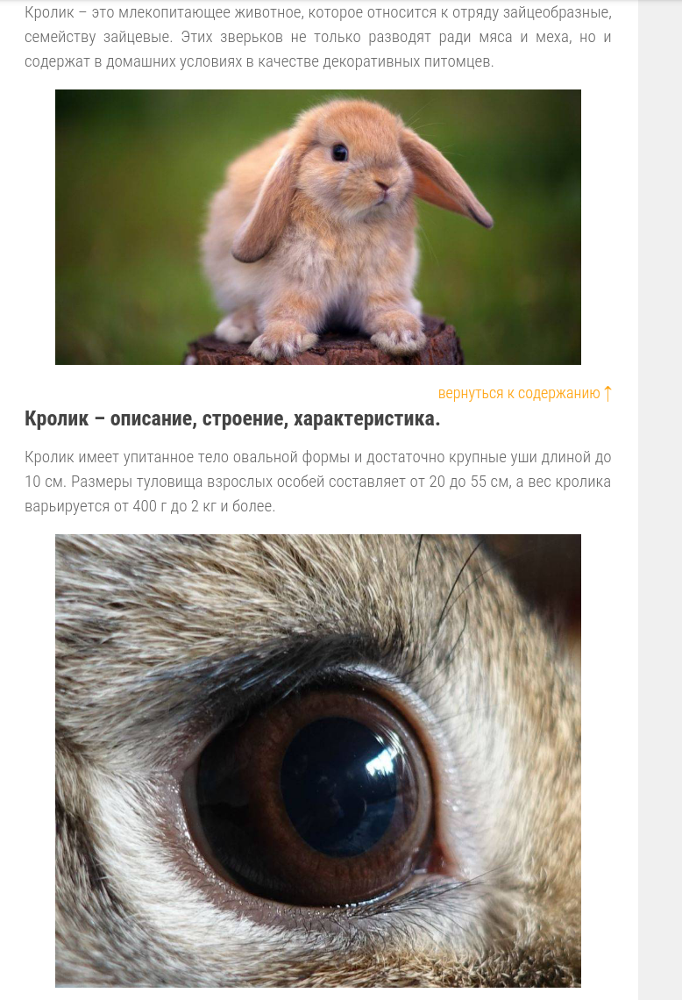 Кролик – это млекопитающее животное, которое относится к отряду зайцеобразные,
семейству зайцевые. Этих зверьков не только разводят ради мяса и меха, но и
содержат в домашних условиях в качестве декоративных питомцев.
вернуться к содержанию ↑
Кролик – описание, строение, характеристика.
Кролик имеет упитанное тело овальной формы и достаточно крупные уши длиной до
10 см. Размеры туловища взрослых особей составляет от 20 до 55 см, а вес кролика
варьируется от 400 г до 2 кг и более.